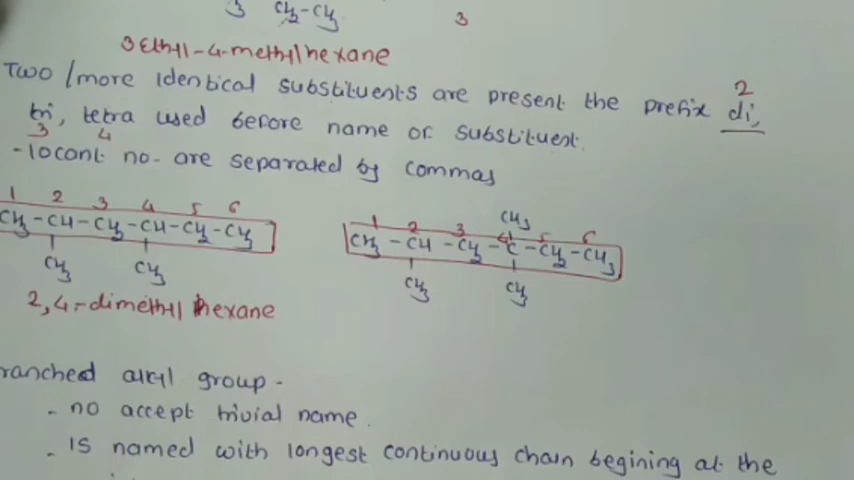 3 CH2-CH3 3
3Ethyl-4-methylhexane
Two /more identical substituents are present the prefix di, 2
tri, tetra used before name of substituent.
3 4
-locant no- are separated by commas
1 2 3 4 5 6
CH3-CH-CH2-CH-CH2-CH3
CH3 CH3
2,4-dimethyl hexane
CH3
1 2 3 4 5 6
CH3-CH-CH2-C-CH2-CH3
CH3 CH3
ranched alkyl group-
- no accept trivial name.
- Is named with longest continuous chain begining at the